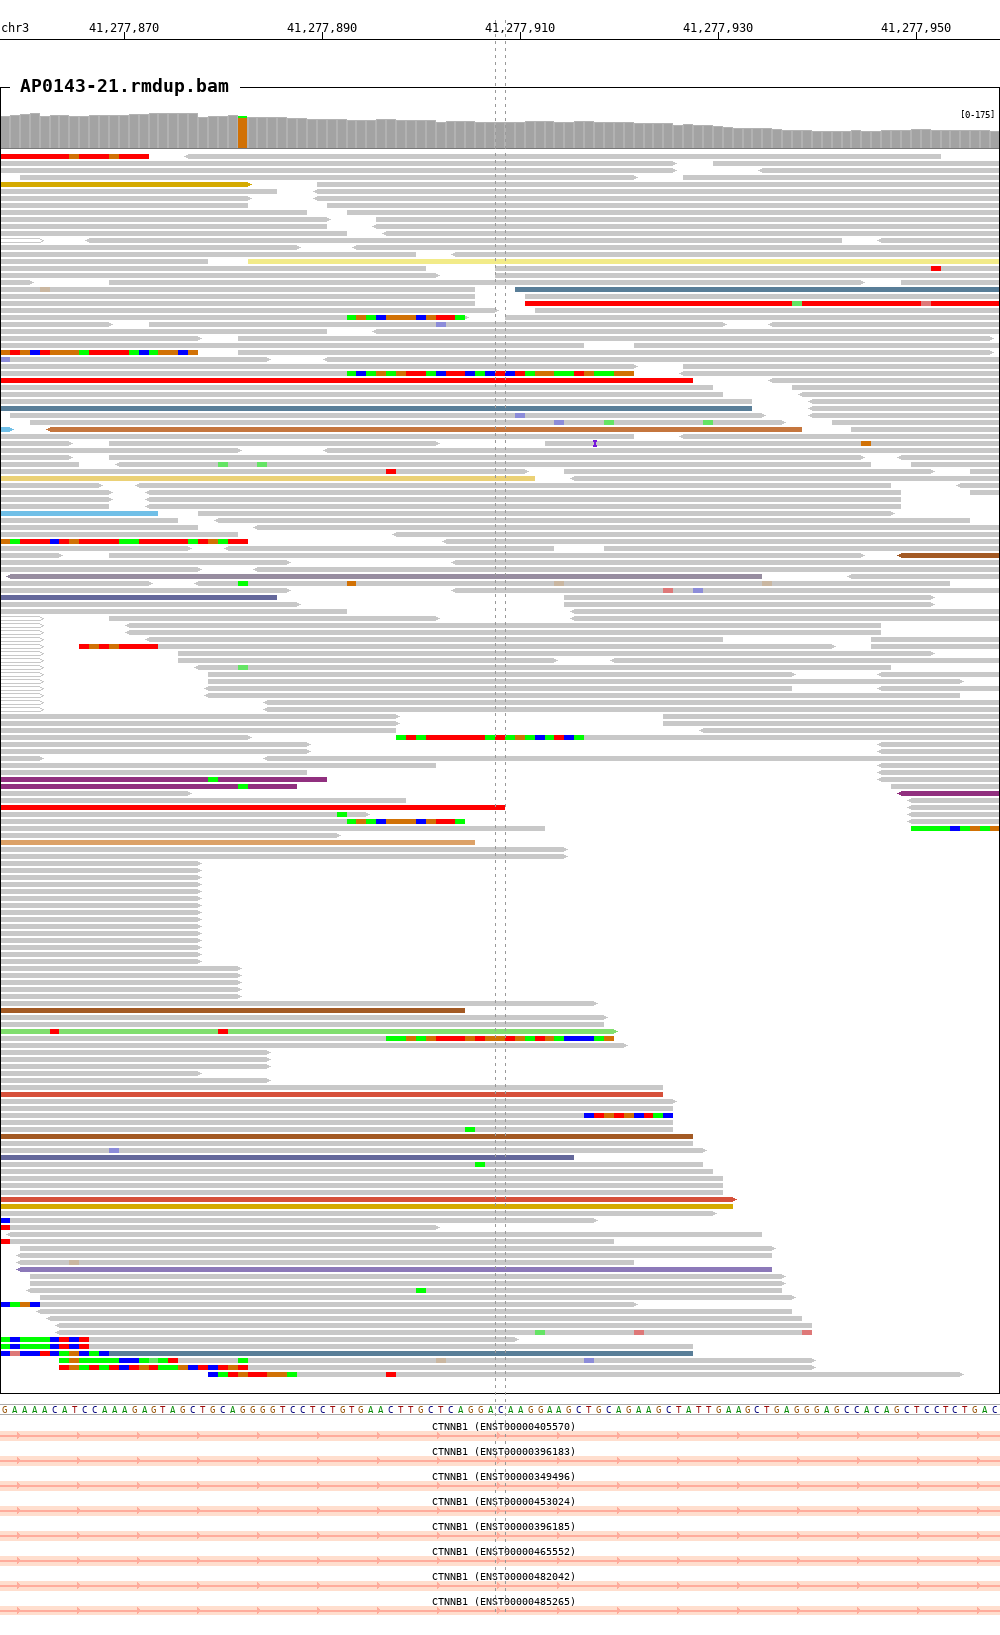 chr3 41,277,870 41,277,890 41,277,910 41,277,930 41,277,950
AP0143-21.rmdup.bam
[0-175]
GAAAACATCCAAAGAGTAGCTGCAGGGGTCCTCTGTGAACTTGCTCAGGACAAGGAAGCTGCAGAAGCTATTGAAGCTGAGGGAGCCACAGCTCCTCTGAC
CTNNB1 (ENST00000405570)
CTNNB1 (ENST00000396183)
CTNNB1 (ENST00000349496)
CTNNB1 (ENST00000453024)
CTNNB1 (ENST00000396185)
CTNNB1 (ENST00000465552)
CTNNB1 (ENST00000482042)
CTNNB1 (ENST00000485265)